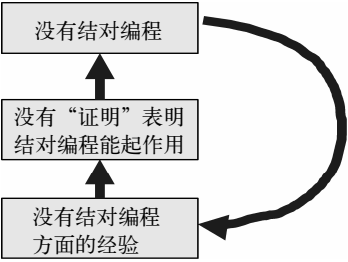 没有结对编程
没有“证明”表明
结对编程能起作用
没有结对编程
方面的经验